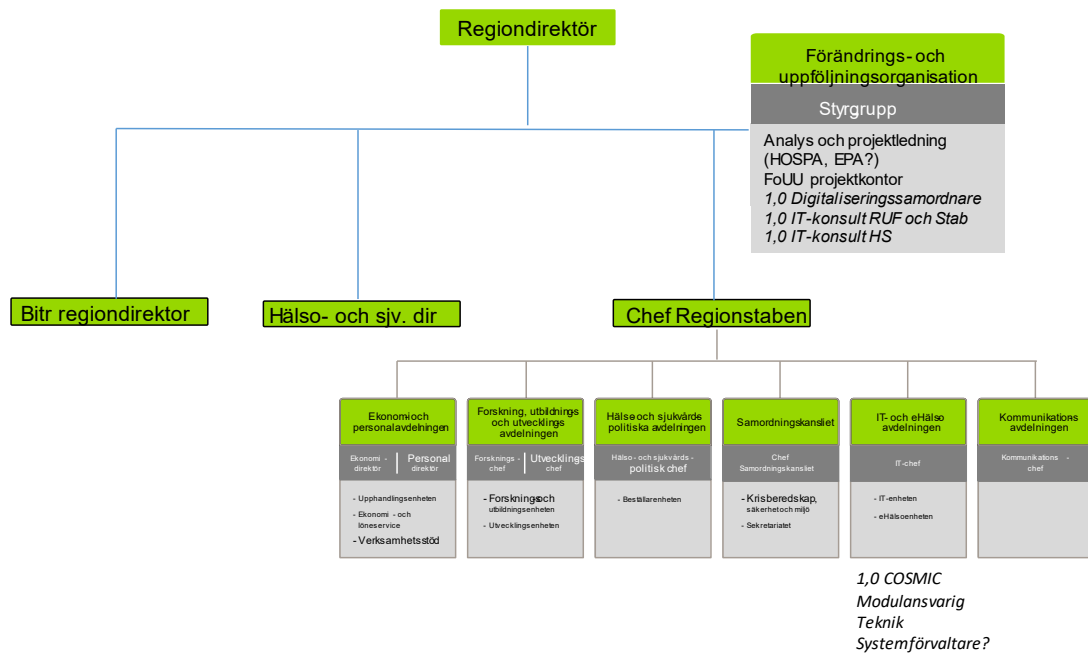 Regiondirektör
Förändrings- och
uppföljningsorganisation
Styrgrupp
Analys och projektledning
(HOSPA, EPA?)
FoUU projektkontor
1,0 Digitaliseringssamordnare
1,0 IT-konsult RUF och Stab
1,0 IT-konsult HS
Bitr regiondirektor
Hälso- och sjv. dir
Chef Regionstaben
Ekonomi- och
personalavdelningen
Ekonomi -
direktör
Personal
direktör
- Upphandlingsenheten
- Ekonomi - och
löneservice
- Verksamhetsstöd
Forskning, utbildnings
och utvecklings
avdelningen
Forsknings -
chef
Utvecklings
chef
- Forsknings- och
utbildningsenheten
- Utvecklingsenheten
Hälso- och sjukvårds-
politiska avdelningen
Hälso- och sjukvårds -
politisk chef
- Beställarenheten
Samordningskansliet
Chef
Samordningskansliet
- Krisberedskap,
säkerhet och miljö
- Sekretariatet
IT- och eHälso-
avdelningen
IT-chef
- IT-enheten
- eHälsoenheten
Kommunikations-
avdelningen
Kommunikations -
chef
1,0 COSMIC
Modulansvarig
Teknik
Systemförvaltare?